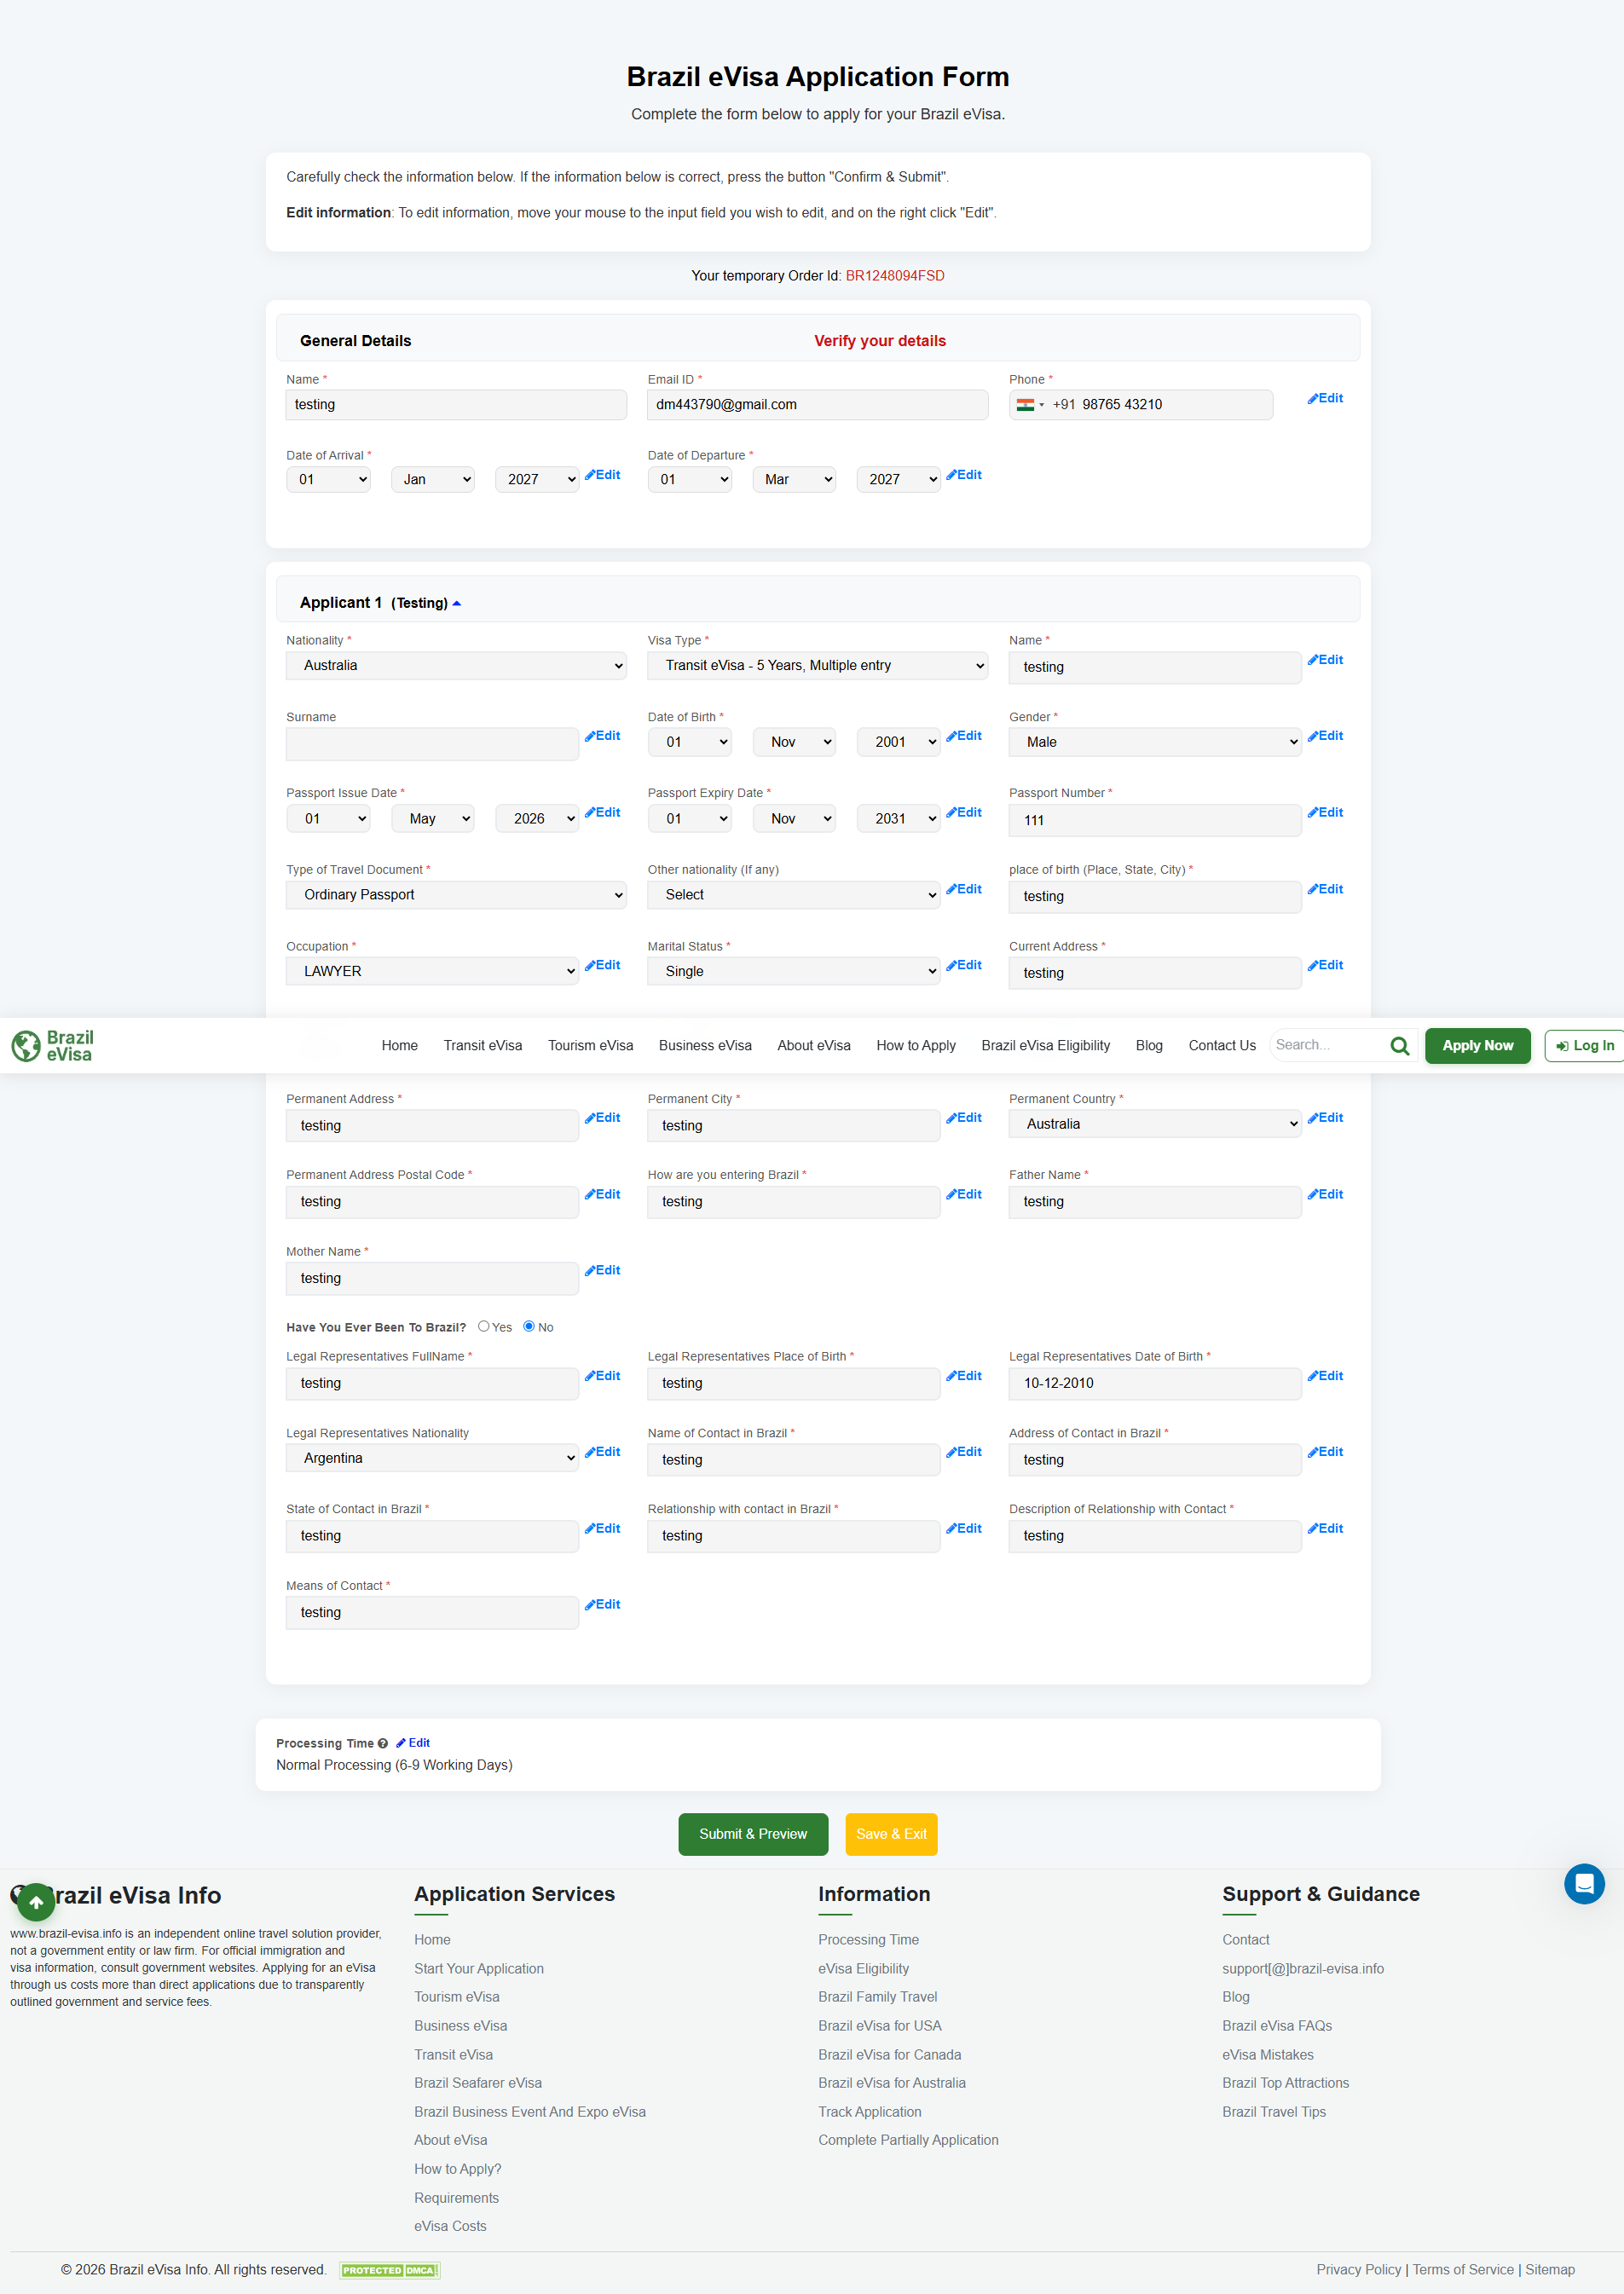 Brazil eVisa Application Form
Complete the form below to apply for your Brazil eVisa.
Carefully check the information below. If the information below is correct, press the button "Confirm & Submit".
Edit information: To edit information, move your mouse to the input field you wish to edit, and on the right click "Edit".
Your temporary Order Id: BR1248094FSD
General Details Verify your details
Name * Email ID * Phone *
testing dm443790@gmail.com +91 98765 43210 Edit
Date of Arrival * Date of Departure *
01 Jan 2027 Edit 01 Mar 2027 Edit
Applicant 1 (Testing)
Nationality * Visa Type * Name *
Australia Transit eVisa - 5 Years, Multiple entry testing Edit
Surname Date of Birth * Gender *
Edit 01 Nov 2001 Edit Male Edit
Passport Issue Date * Passport Expiry Date * Passport Number *
01 May 2026 Edit 01 Nov 2031 Edit 111 Edit
Type of Travel Document * Other nationality (If any) place of birth (Place, State, City) *
Ordinary Passport Select Edit testing Edit
Occupation * Marital Status * Current Address *
LAWYER Edit Single Edit testing Edit
Brazil
eVisa
Home Transit eVisa Tourism eVisa Business eVisa About eVisa How to Apply Brazil eVisa Eligibility Blog Contact Us Search... Apply Now Log In
Permanent Address * Permanent City * Permanent Country *
testing Edit testing Edit Australia Edit
Permanent Address Postal Code * How are you entering Brazil * Father Name *
testing Edit testing Edit testing Edit
Mother Name *
testing Edit
Have You Ever Been To Brazil? Yes No
Legal Representatives FullName * Legal Representatives Place of Birth * Legal Representatives Date of Birth *
testing Edit testing Edit 10-12-2010 Edit
Legal Representatives Nationality Name of Contact in Brazil * Address of Contact in Brazil *
Argentina Edit testing Edit testing Edit
State of Contact in Brazil * Relationship with contact in Brazil * Description of Relationship with Contact *
testing Edit testing Edit testing Edit
Means of Contact *
testing Edit
Processing Time Edit
Normal Processing (6-9 Working Days)
Submit & Preview Save & Exit
razil eVisa Info
www.brazil-evisa.info is an independent online travel solution provider,
not a government entity or law firm. For official immigration and
visa information, consult government websites. Applying for an eVisa
through us costs more than direct applications due to transparently
outlined government and service fees.
Application Services
Home
Start Your Application
Tourism eVisa
Business eVisa
Transit eVisa
Brazil Seafarer eVisa
Brazil Business Event And Expo eVisa
About eVisa
How to Apply?
Requirements
eVisa Costs
Information
Processing Time
eVisa Eligibility
Brazil Family Travel
Brazil eVisa for USA
Brazil eVisa for Canada
Brazil eVisa for Australia
Track Application
Complete Partially Application
Support & Guidance
Contact
support[@]brazil-evisa.info
Blog
Brazil eVisa FAQs
eVisa Mistakes
Brazil Top Attractions
Brazil Travel Tips
© 2026 Brazil eVisa Info. All rights reserved. PROTECTED DMCA
Privacy Policy | Terms of Service | Sitemap